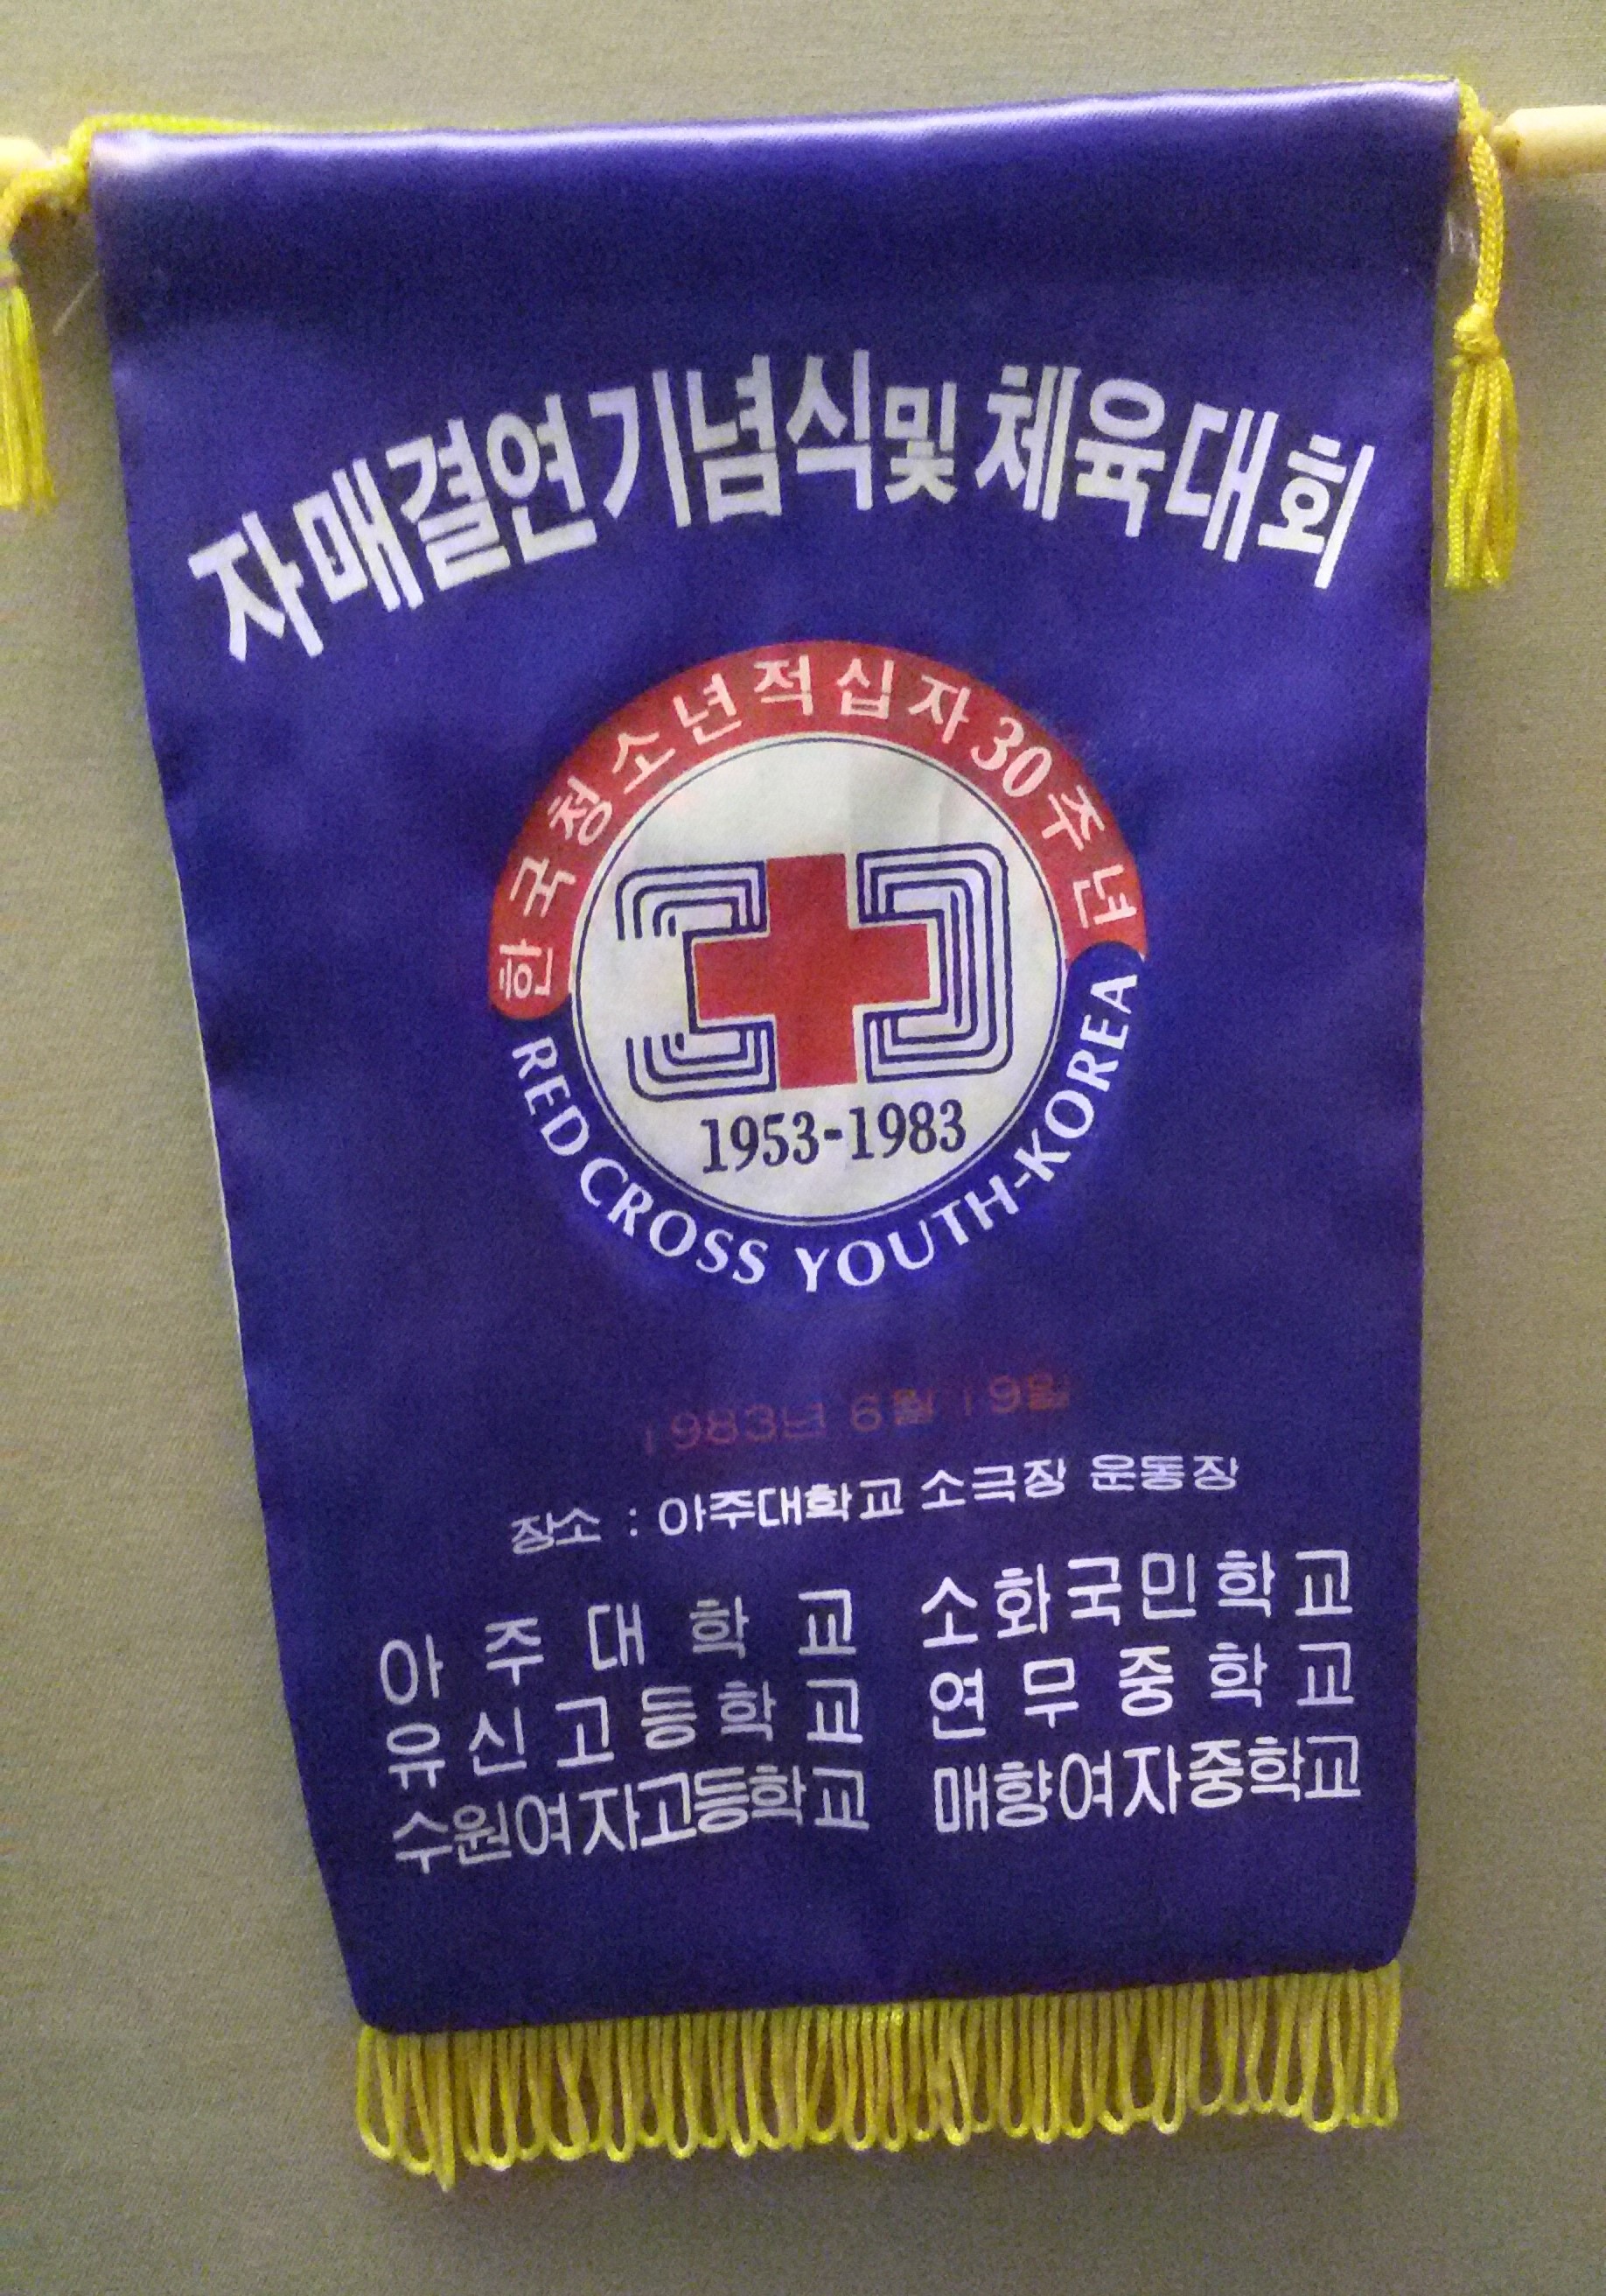 자매결연기념식및 체육대회
한국청소년적십자30주년
1953-1983
RED CROSS YOUTH-KOREA
1983년 6월 19일
장소 : 아주대학교 소극장 운동장
아주대학교 소화국민학교
유신고등학교 연무중학교
수원여자고등학교 매향여자중학교